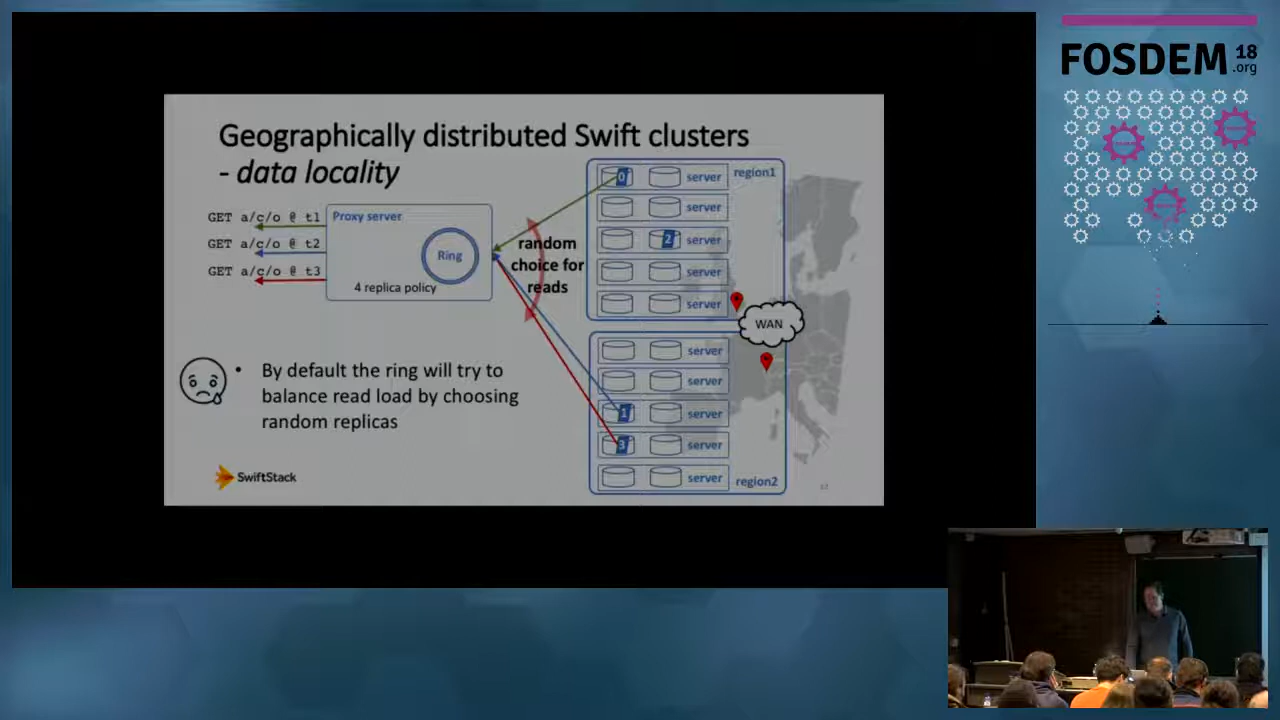 FOSDEM 18
.org
Geographically distributed Swift clusters
- data locality
GET a/c/o @ t1
GET a/c/o @ t2
GET a/c/o @ t3
Proxy server
Ring
4 replica policy
random
choice for
reads
0
server
region1
server
2
server
server
server
WAN
server
server
1
server
3
server
server
region2
• By default the ring will try to
balance read load by choosing
random replicas
SwiftStack